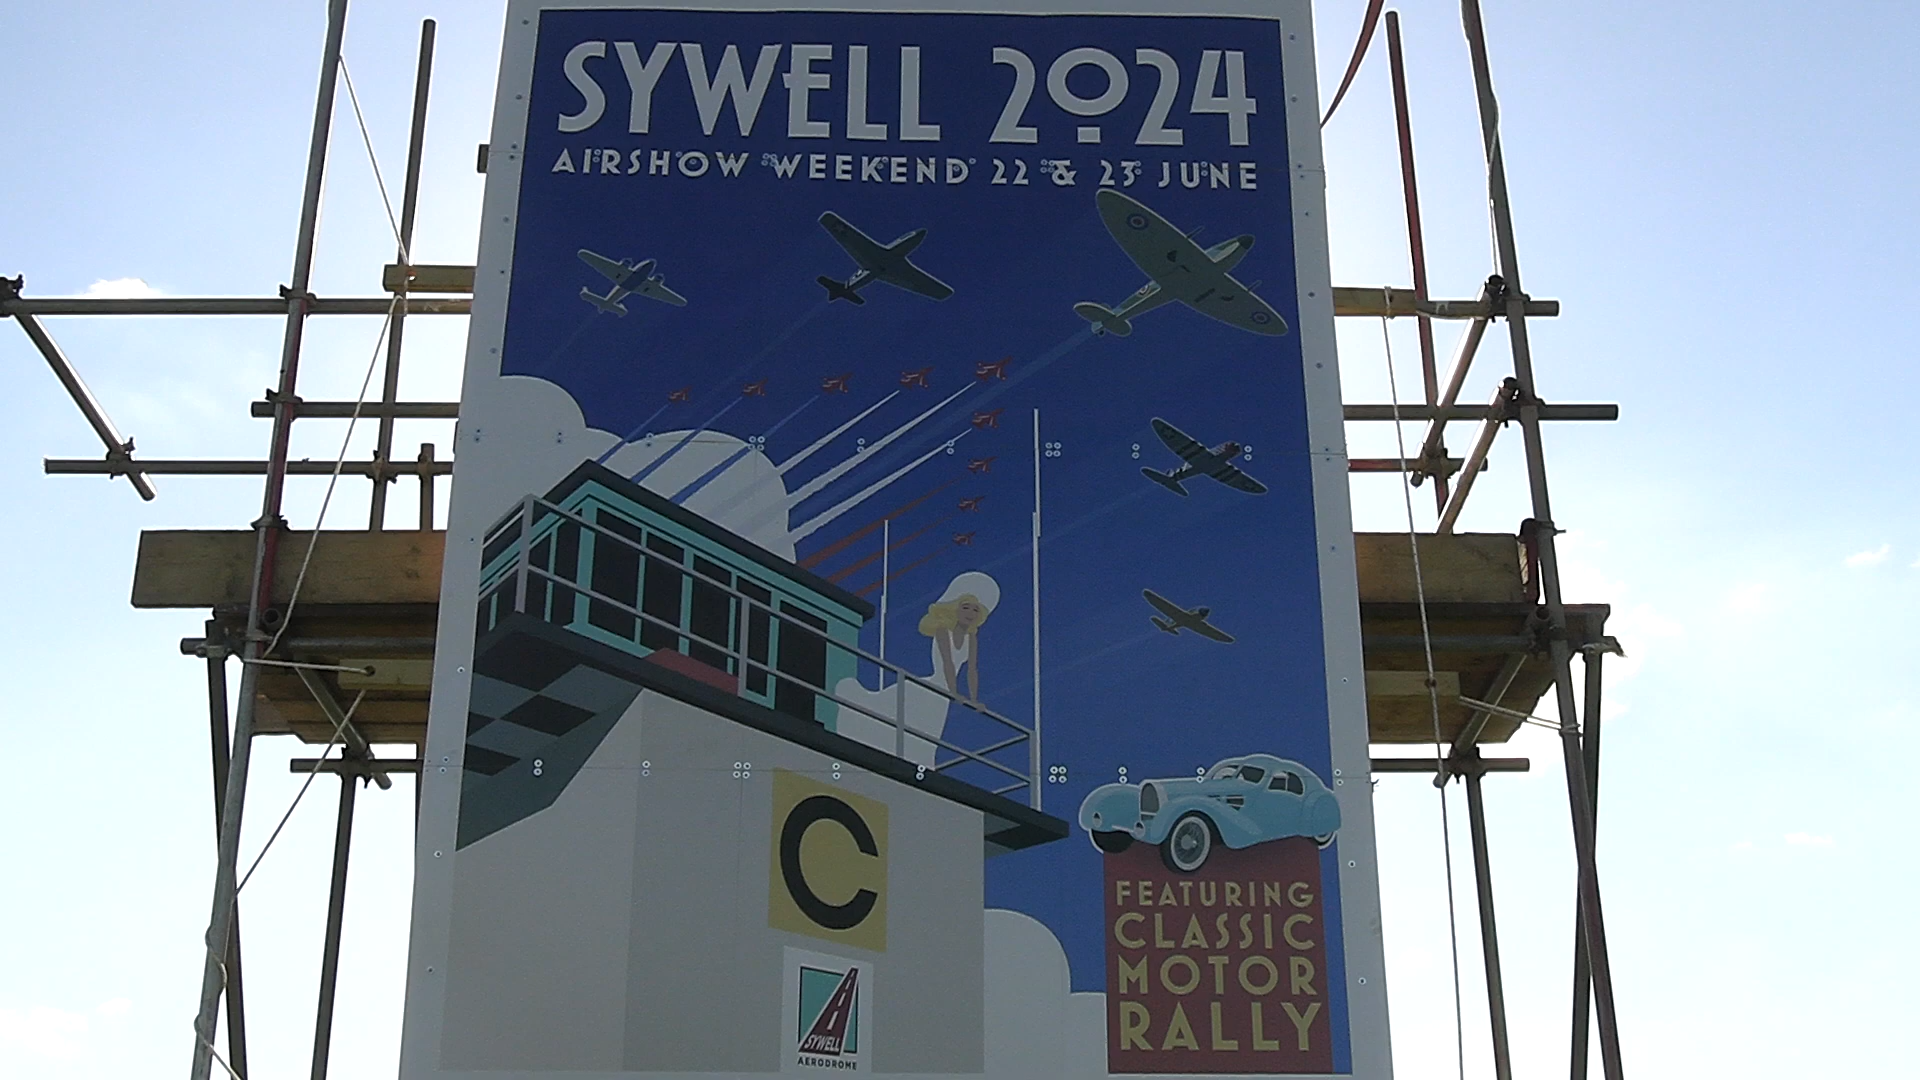 SYWELL 2024
AIRSHOW WEEKEND 22 & 23 JUNE
C
SYWELL
AERODROME
FEATURING
CLASSIC
MOTOR
RALLY